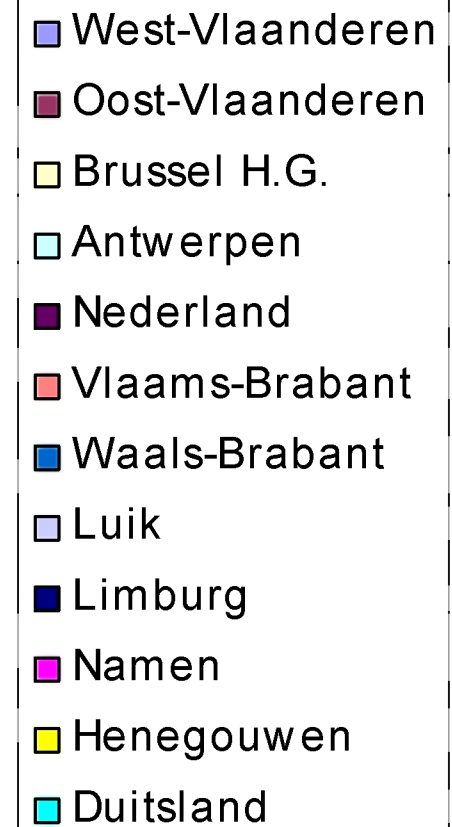 West-Vlaanderen
Oost-Vlaanderen
Brussel H.G.
Antwerpen
Nederland
Vlaams-Brabant
Waals-Brabant
Luik
Limburg
Namen
Henegouwen
Duitsland